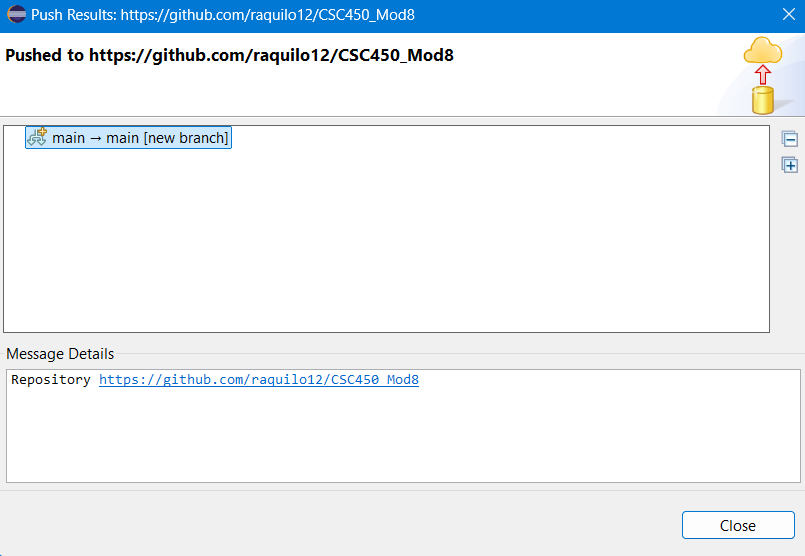 Push Results: https://github.com/raquilo12/CSC450_Mod8
Pushed to https://github.com/raquilo12/CSC450_Mod8
main → main [new branch]
Message Details
Repository https://github.com/raquilo12/CSC450_Mod8
Close